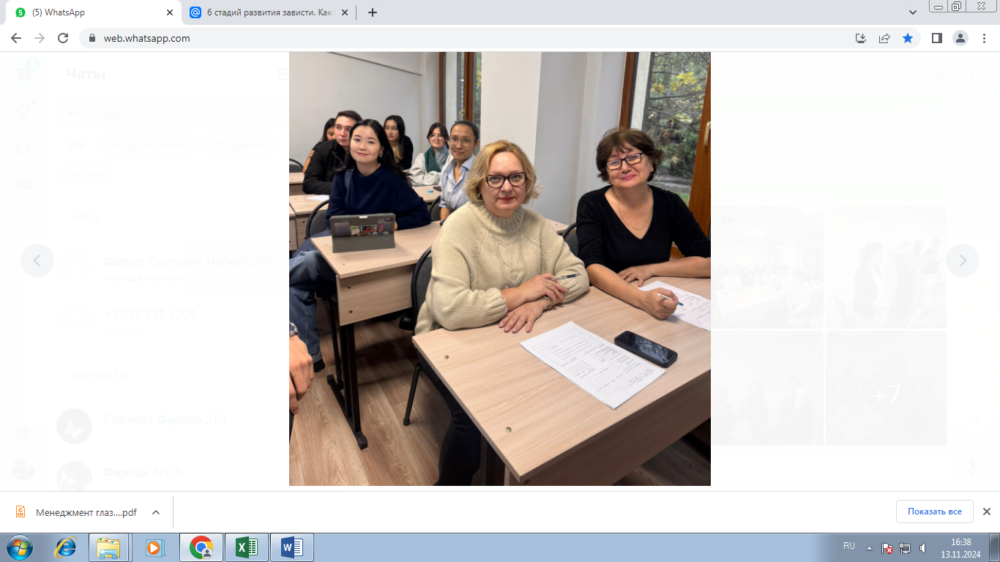 (5) WhatsApp
6 стадий развития зависти. Как
web.whatsapp.com
Чаты
фар
Все
Непрочитанное
Избранное
Группы
ЧАТЫ
Фархат Сеитович маркетолог
Нет еще кто есть
+7 775 535 6304
Хорошо
КОНТАКТЫ
Софиева Фарида 210
Фарида АНГЛ
+7
Менеджмент глаз....pdf
Показать все
RU
16:38
13.11.2024